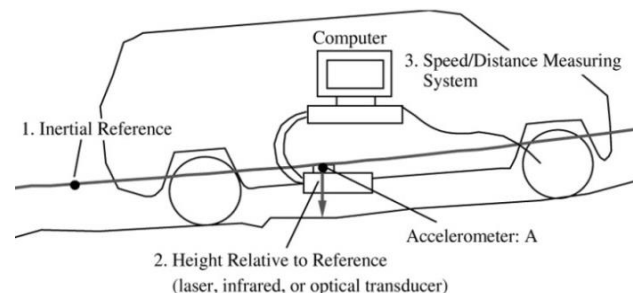 Computer
3. Speed/Distance Measuring
System
1. Inertial Reference
Accelerometer: A
2. Height Relative to Reference
(laser, infrared, or optical transducer)